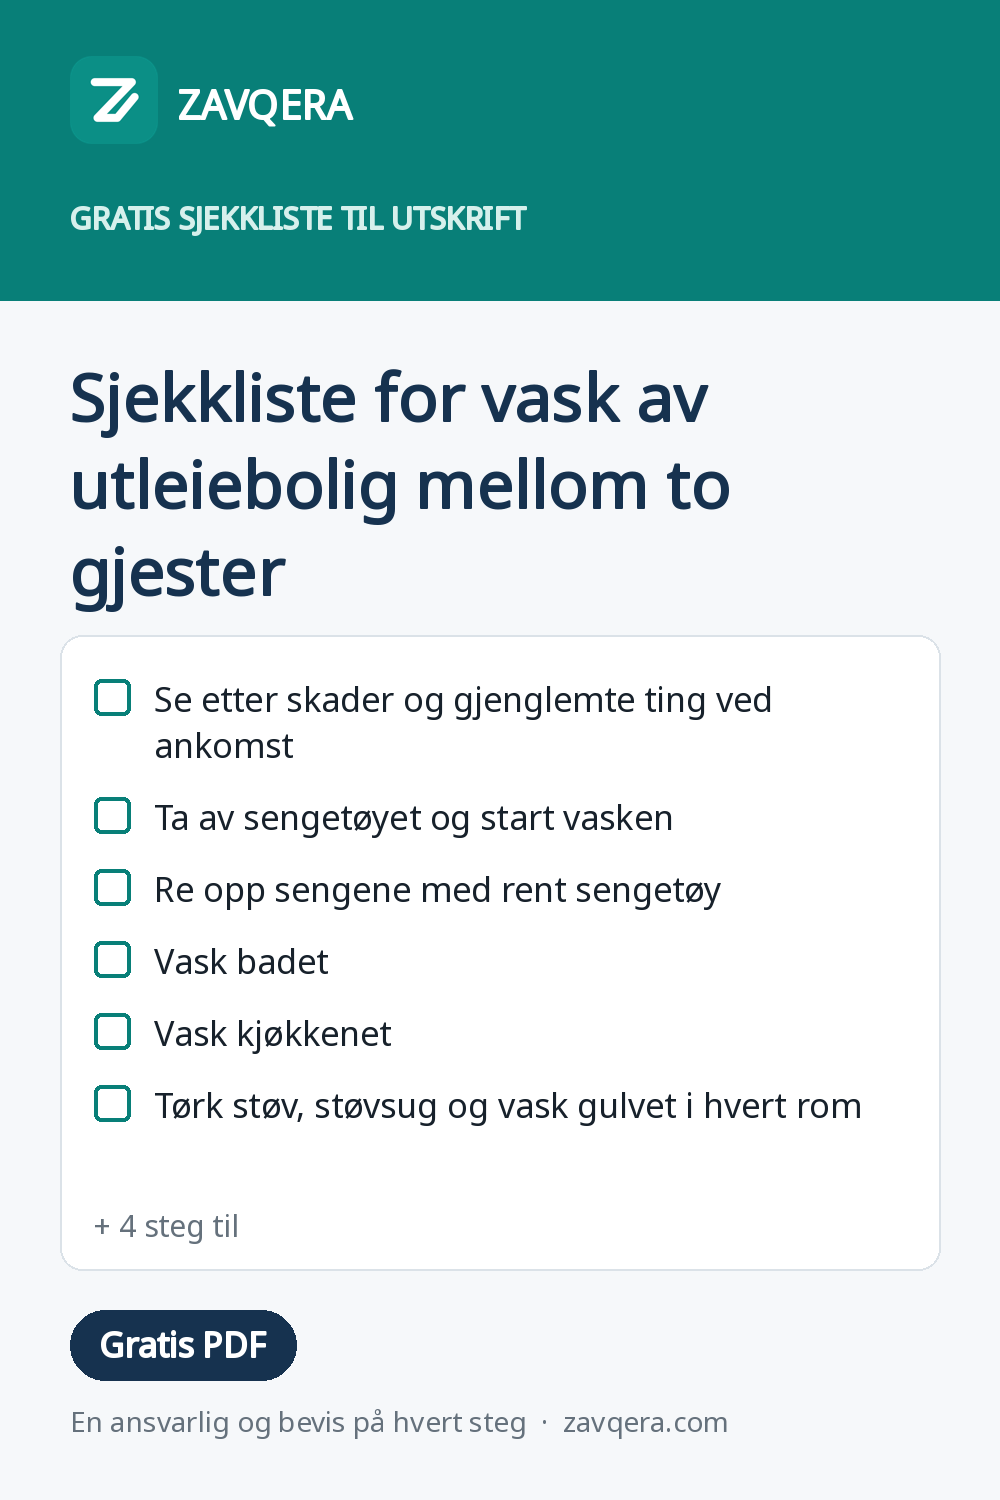 ZAVQERA
GRATIS SJEKKLISTE TIL UTSKRIFT
Sjekkliste for vask av
utleiebolig mellom to
gjester
Se etter skader og gjenglemte ting ved
ankomst
Ta av sengetøyet og start vasken
Re opp sengene med rent sengetøy
Vask badet
Vask kjøkkenet
Tørk støv, støvsug og vask gulvet i hvert rom
+ 4 steg til
Gratis PDF
En ansvarlig og bevis på hvert steg · zavqera.com